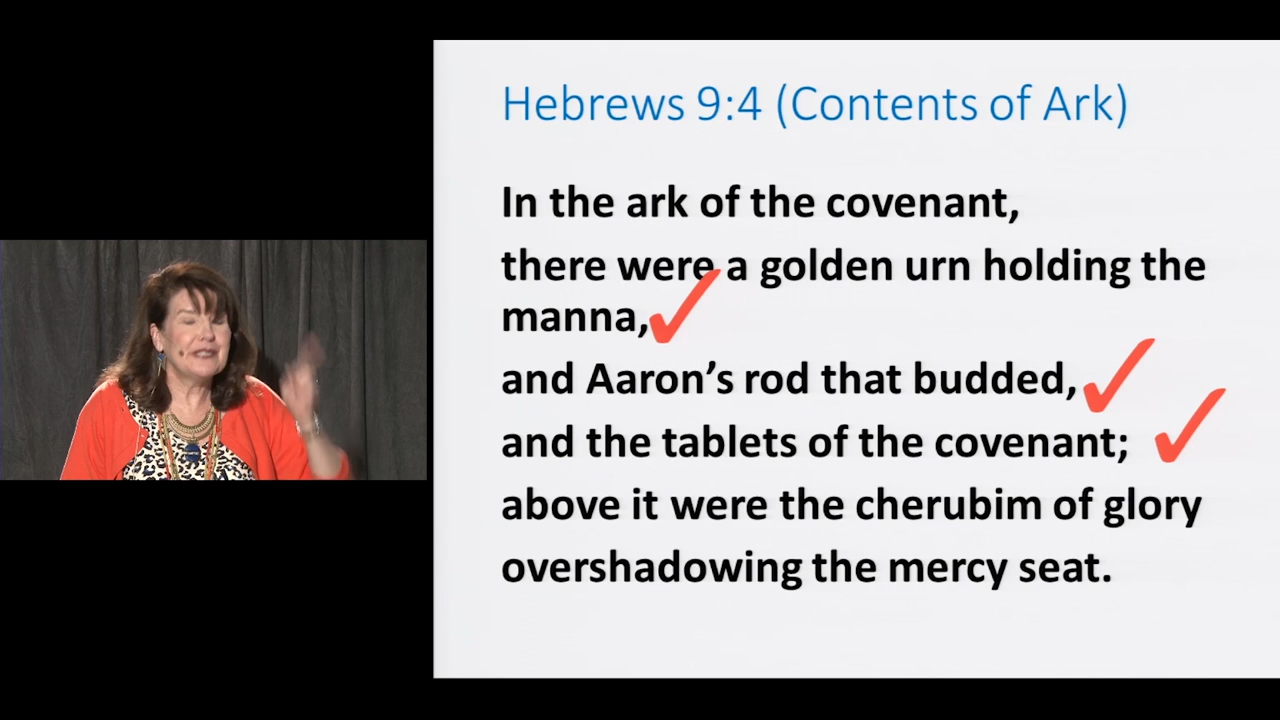 Hebrews 9:4 (Contents of Ark)
In the ark of the covenant,
there were a golden urn holding the
manna,
and Aaron’s rod that budded,
and the tablets of the covenant;
above it were the cherubim of glory
overshadowing the mercy seat.